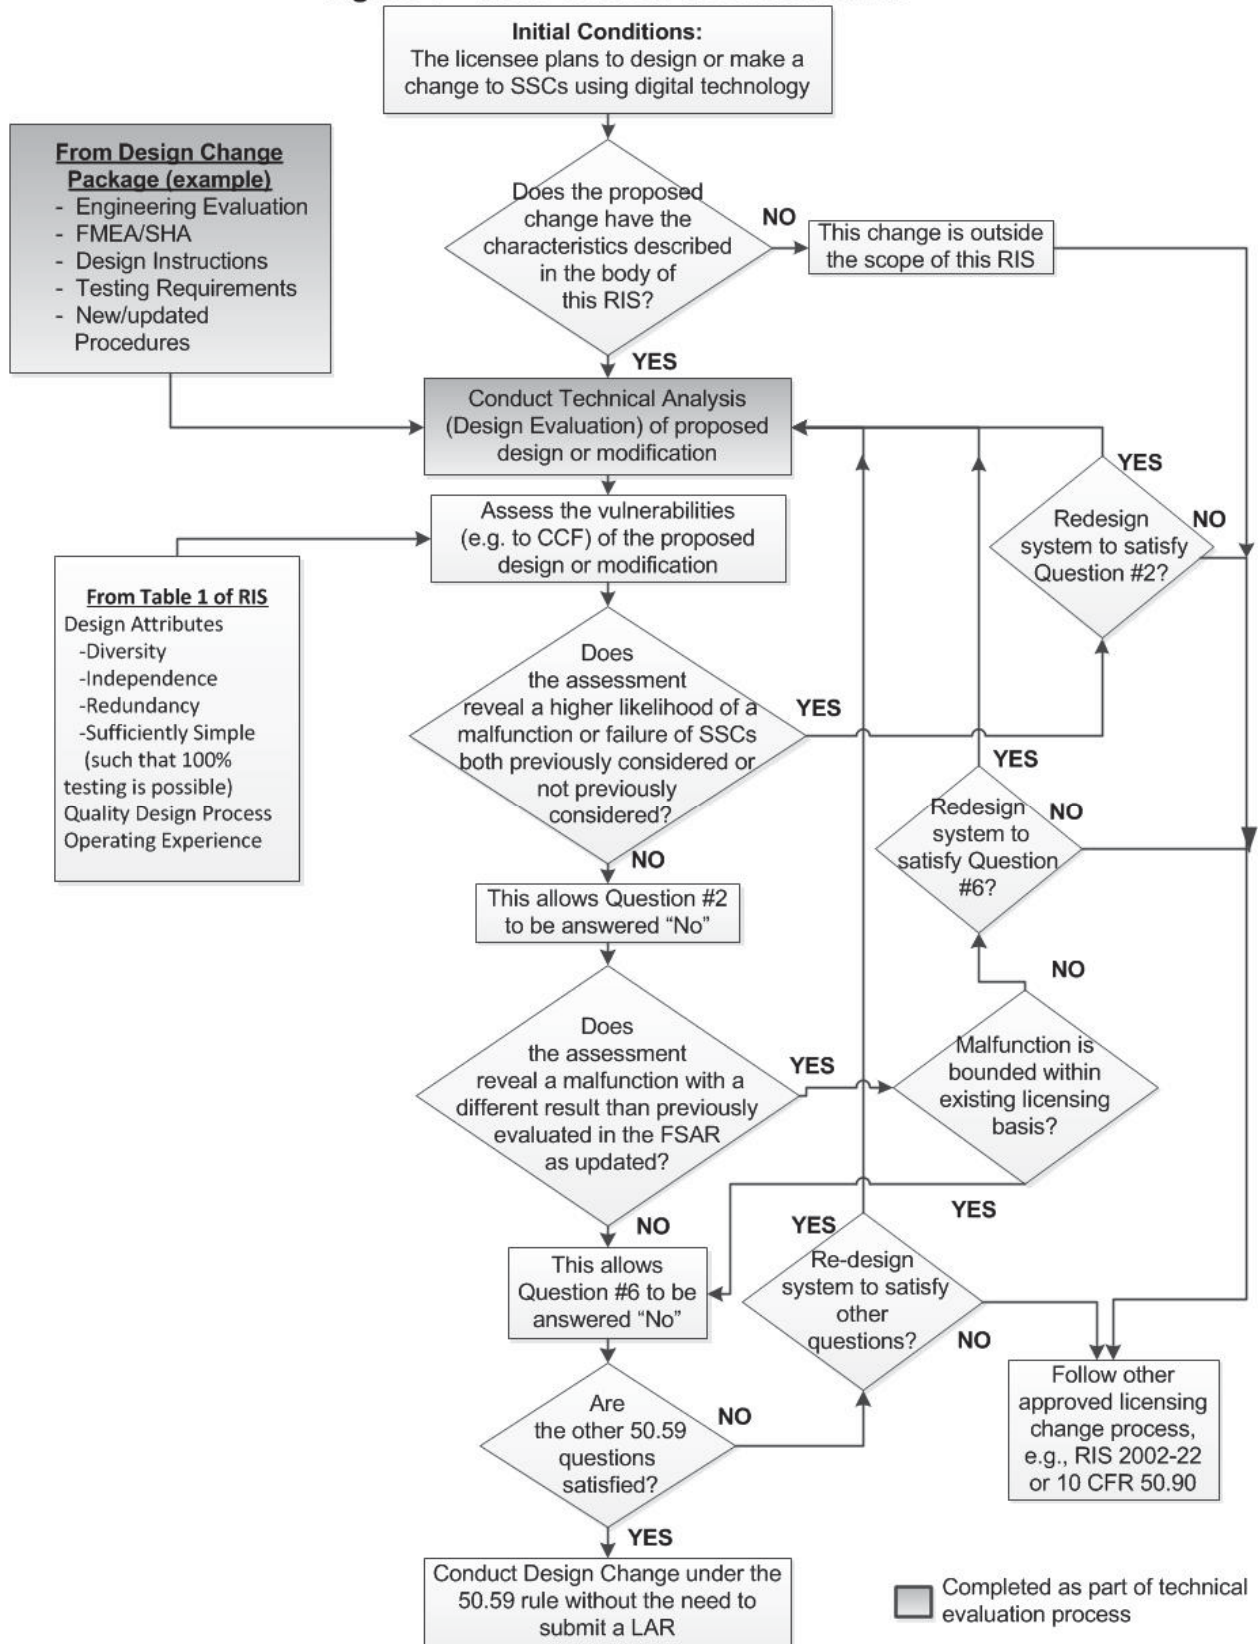 Initial Conditions:
The licensee plans to design or make a
change to SSCs using digital technology
From Design Change
Package (example)
- Engineering Evaluation
- FMEA/SHA
- Design Instructions
- Testing Requirements
- New/updated
Procedures
Does the proposed
change have the
characteristics described
in the body of
this RIS?
NO
This change is outside
the scope of this RIS
YES
Conduct Technical Analysis
(Design Evaluation) of proposed
design or modification
Assess the vulnerabilities
(e.g. to CCF) of the proposed
design or modification
YES
Redesign
system to satisfy
Question #2?
NO
From Table 1 of RIS
Design Attributes
-Diversity
-Independence
-Redundancy
-Sufficiently Simple
(such that 100%
testing is possible)
Quality Design Process
Operating Experience
Does
the assessment
reveal a higher likelihood of a
malfunction or failure of SSCs
both previously considered or
not previously
considered?
YES
NO
YES
Redesign
system to
satisfy Question
#6?
NO
This allows Question #2
to be answered “No”
Does
the assessment
reveal a malfunction with a
different result than previously
evaluated in the FSAR
as updated?
YES
NO
NO
Malfunction is
bounded within
existing licensing
basis?
YES
This allows
Question #6 to be
answered “No”
YES
Re-design
system to satisfy
other
questions?
NO
Are
the other 50.59
questions
satisfied?
NO
YES
Follow other
approved licensing
change process,
e.g., RIS 2002-22
or 10 CFR 50.90
Conduct Design Change under the
50.59 rule without the need to
submit a LAR
Completed as part of technical
evaluation process